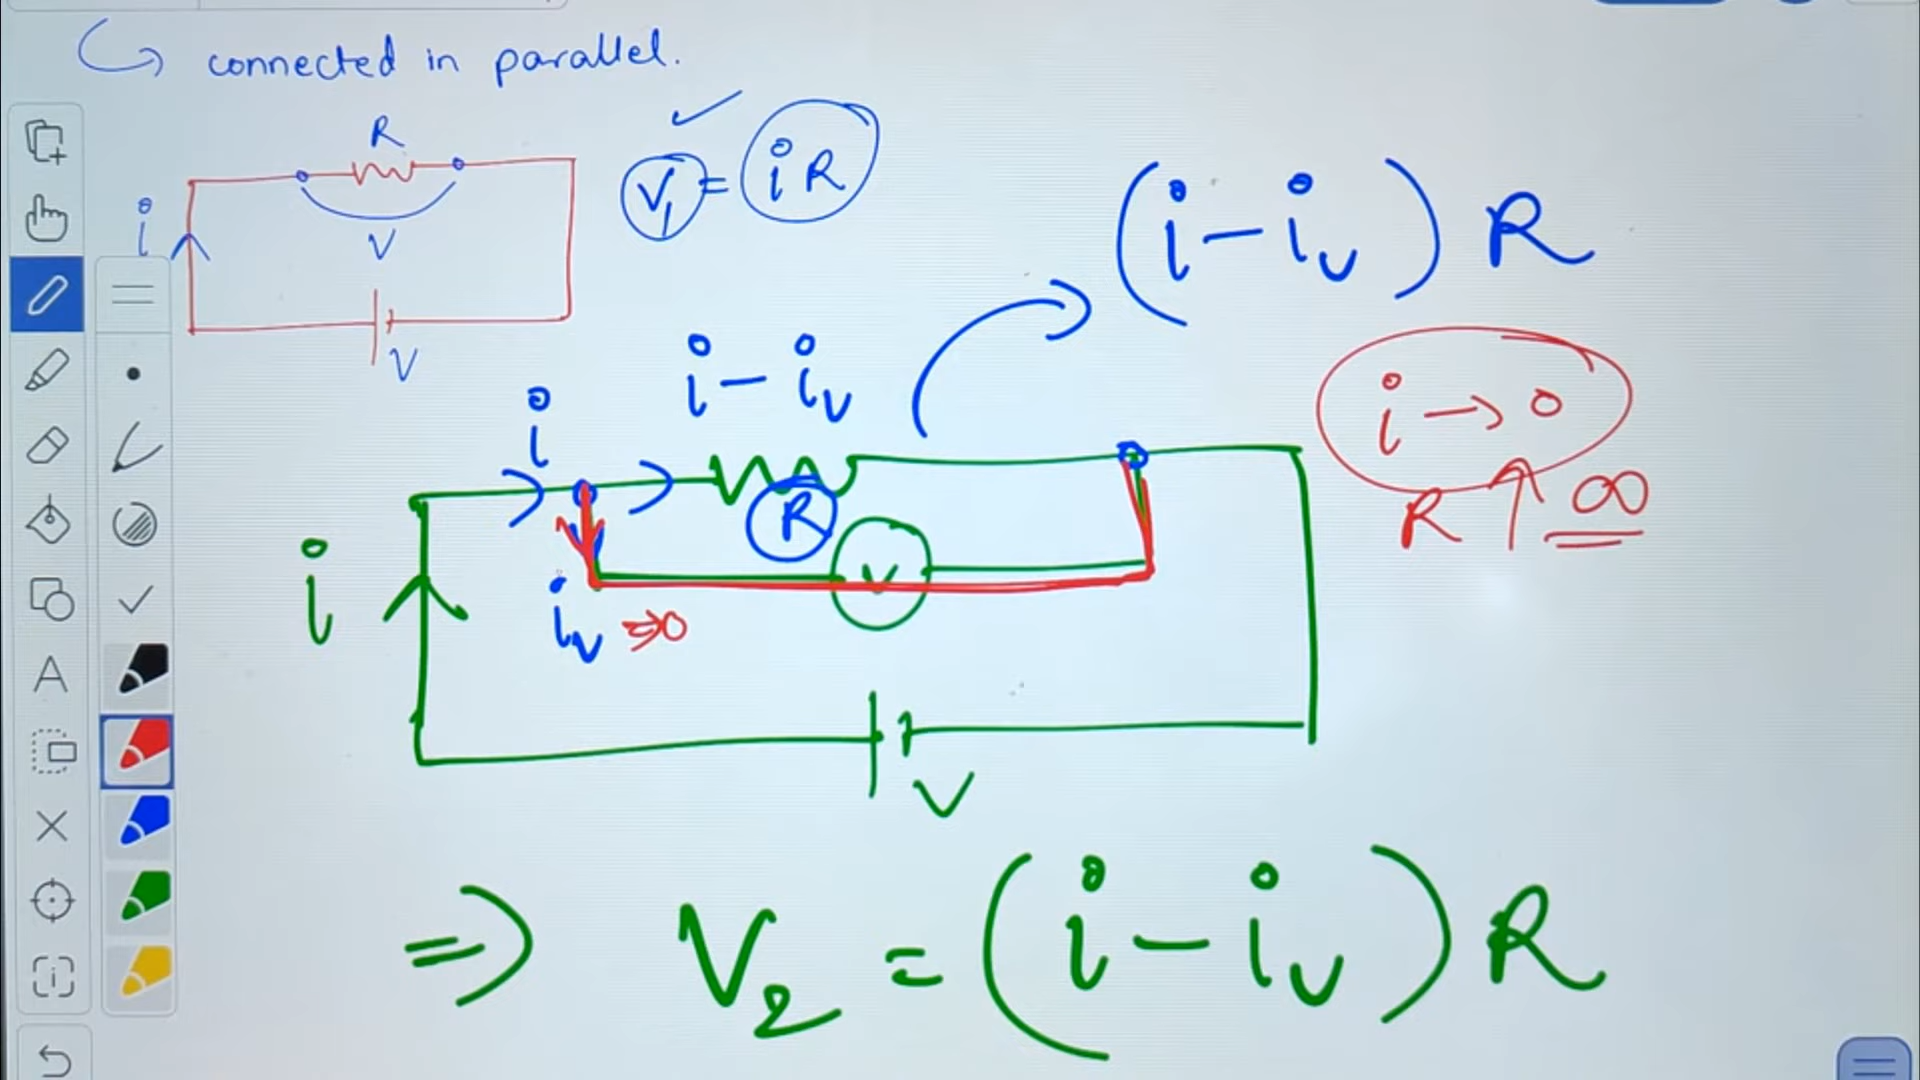 connected in parallel.
R
V₁ = iR
i
V
V
(i - iᵥ) R
i - iᵥ
i → 0
i
R ↑ ∞
R
i
V
iᵥ → 0
V
⇒ V₂ = (i - iᵥ) R